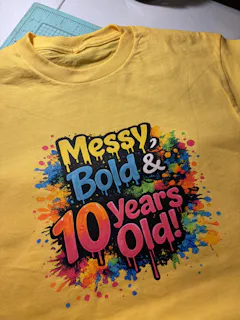 Messy,
Bold &
10 years
Old!